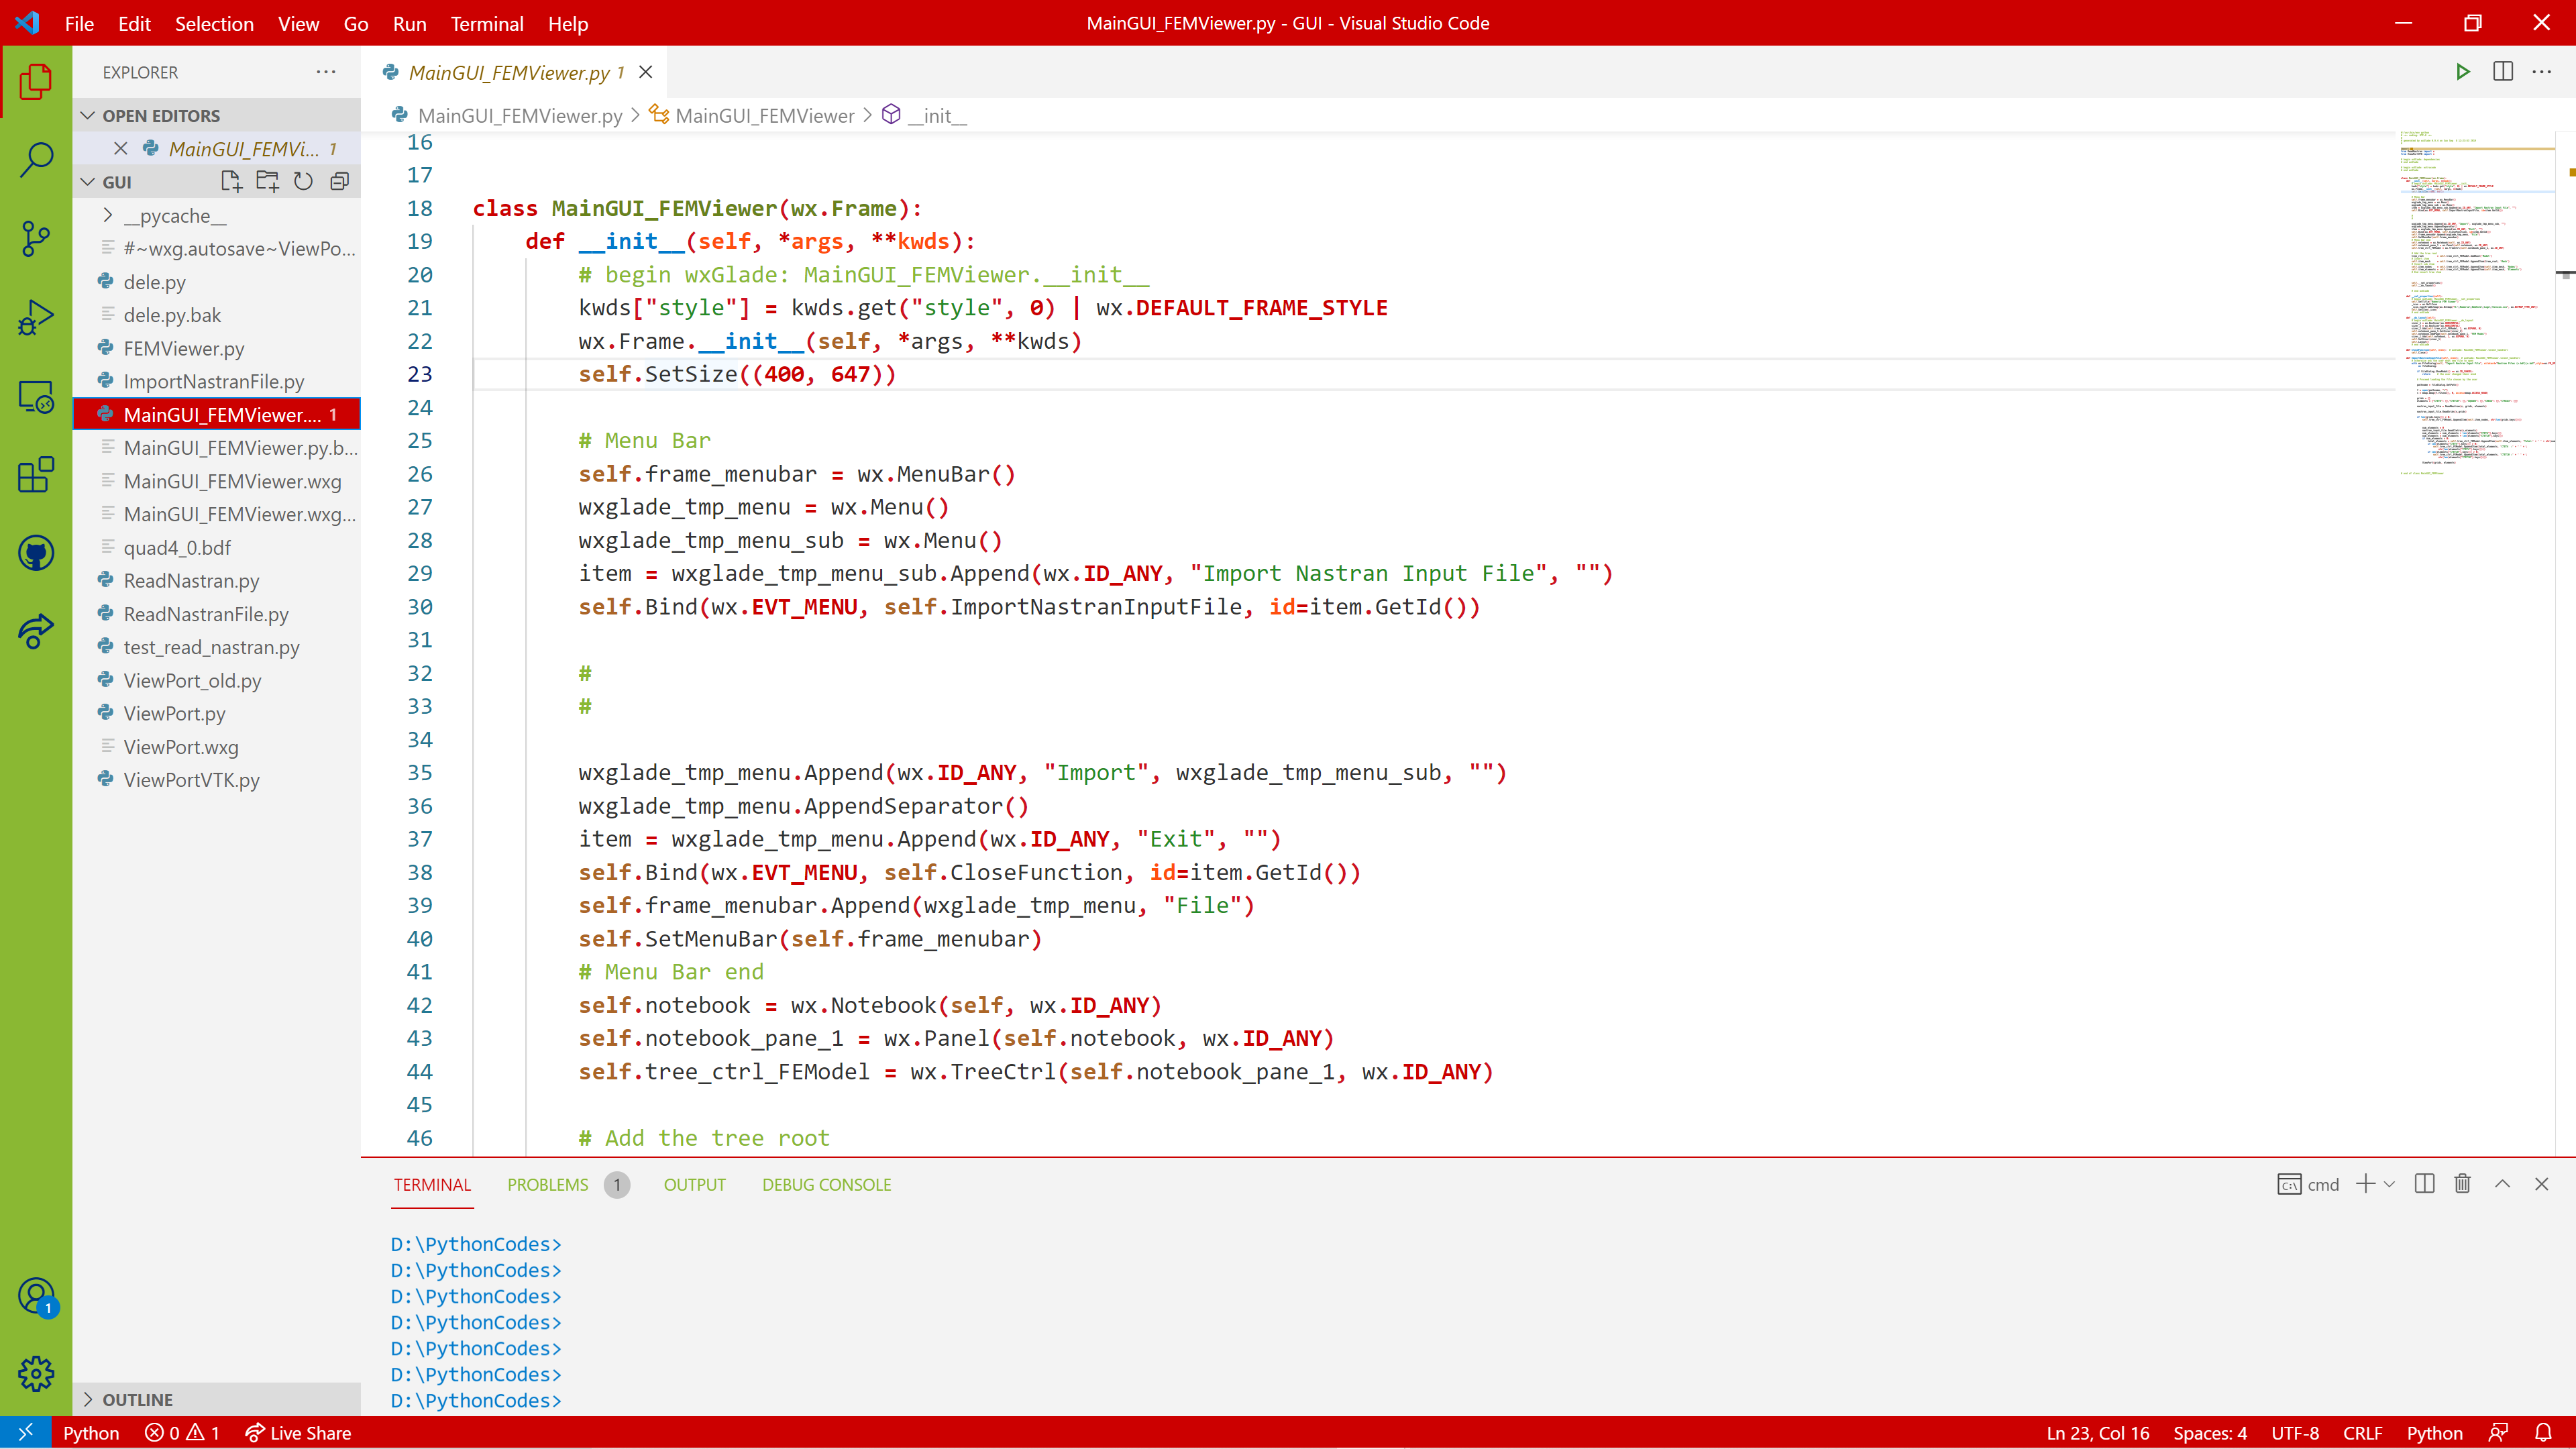 File Edit Selection View Go Run Terminal Help
MainGUI_FEMViewer.py - GUI - Visual Studio Code
EXPLORER
OPEN EDITORS
MainGUI_FEMVi... 1
GUI
__pycache__
#~wxg.autosave~ViewPo...
dele.py
dele.py.bak
FEMViewer.py
ImportNastranFile.py
MainGUI_FEMViewer.... 1
MainGUI_FEMViewer.py.b...
MainGUI_FEMViewer.wxg
MainGUI_FEMViewer.wxg...
quad4_0.bdf
ReadNastran.py
ReadNastranFile.py
test_read_nastran.py
ViewPort_old.py
ViewPort.py
ViewPort.wxg
ViewPortVTK.py
OUTLINE
MainGUI_FEMViewer.py 1
MainGUI_FEMViewer.py > MainGUI_FEMViewer > __init__
16
17
18 class MainGUI_FEMViewer(wx.Frame):
19 def __init__(self, *args, **kwds):
20 # begin wxGlade: MainGUI_FEMViewer.__init__
21 kwds["style"] = kwds.get("style", 0) | wx.DEFAULT_FRAME_STYLE
22 wx.Frame.__init__(self, *args, **kwds)
23 self.SetSize((400, 647))
24
25 # Menu Bar
26 self.frame_menubar = wx.MenuBar()
27 wxglade_tmp_menu = wx.Menu()
28 wxglade_tmp_menu_sub = wx.Menu()
29 item = wxglade_tmp_menu_sub.Append(wx.ID_ANY, "Import Nastran Input File", "")
30 self.Bind(wx.EVT_MENU, self.ImportNastranInputFile, id=item.GetId())
31
32 #
33 #
34
35 wxglade_tmp_menu.Append(wx.ID_ANY, "Import", wxglade_tmp_menu_sub, "")
36 wxglade_tmp_menu.AppendSeparator()
37 item = wxglade_tmp_menu.Append(wx.ID_ANY, "Exit", "")
38 self.Bind(wx.EVT_MENU, self.CloseFunction, id=item.GetId())
39 self.frame_menubar.Append(wxglade_tmp_menu, "File")
40 self.SetMenuBar(self.frame_menubar)
41 # Menu Bar end
42 self.notebook = wx.Notebook(self, wx.ID_ANY)
43 self.notebook_pane_1 = wx.Panel(self.notebook, wx.ID_ANY)
44 self.tree_ctrl_FEModel = wx.TreeCtrl(self.notebook_pane_1, wx.ID_ANY)
45
46 # Add the tree root
TERMINAL PROBLEMS 1 OUTPUT DEBUG CONSOLE
cmd
D:\PythonCodes>
D:\PythonCodes>
D:\PythonCodes>
D:\PythonCodes>
D:\PythonCodes>
D:\PythonCodes>
D:\PythonCodes>
1
Python 0 1 Live Share
Ln 23, Col 16 Spaces: 4 UTF-8 CRLF Python